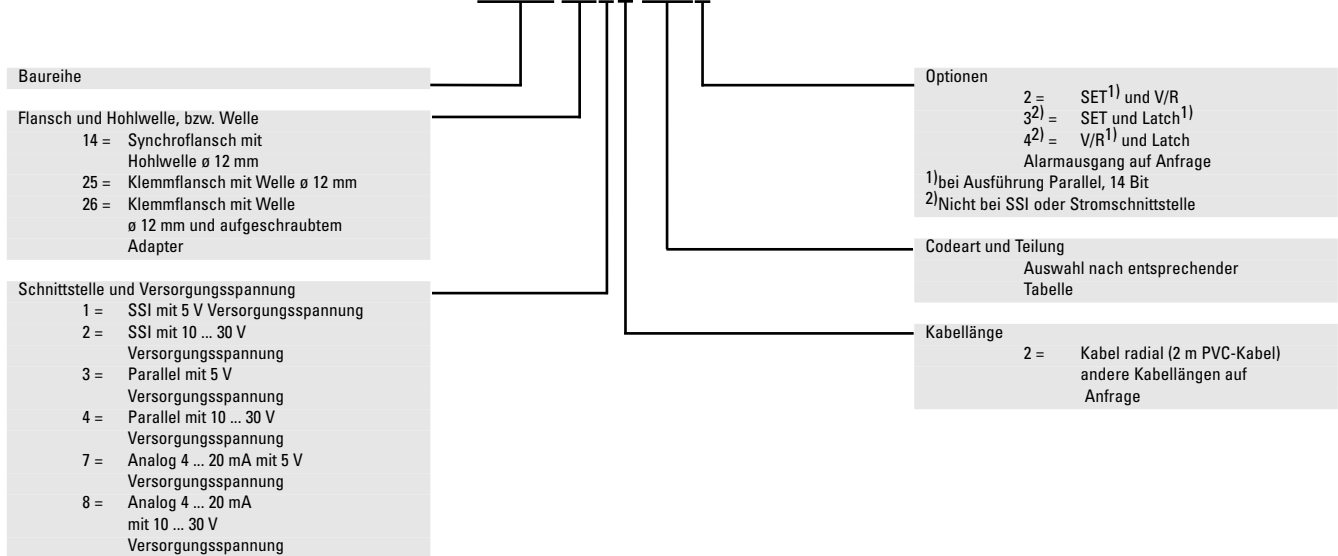 Baureihe
Flansch und Hohlwelle, bzw. Welle
14 = Synchroflansch mit
Hohlwelle ø 12 mm
25 = Klemmflansch mit Welle ø 12 mm
26 = Klemmflansch mit Welle
ø 12 mm und aufgeschraubtem
Adapter
Schnittstelle und Versorgungsspannung
1 = SSI mit 5 V Versorgungsspannung
2 = SSI mit 10 ... 30 V
Versorgungsspannung
3 = Parallel mit 5 V
Versorgungsspannung
4 = Parallel mit 10 ... 30 V
Versorgungsspannung
7 = Analog 4 ... 20 mA mit 5 V
Versorgungsspannung
8 = Analog 4 ... 20 mA
mit 10 ... 30 V
Versorgungsspannung
Optionen
2 = SET1) und V/R
32) = SET und Latch1)
42) = V/R1) und Latch
Alarmausgang auf Anfrage
1)bei Ausführung Parallel, 14 Bit
2)Nicht bei SSI oder Stromschnittstelle
Codeart und Teilung
Auswahl nach entsprechender
Tabelle
Kabellänge
2 = Kabel radial (2 m PVC-Kabel)
andere Kabellängen auf
Anfrage